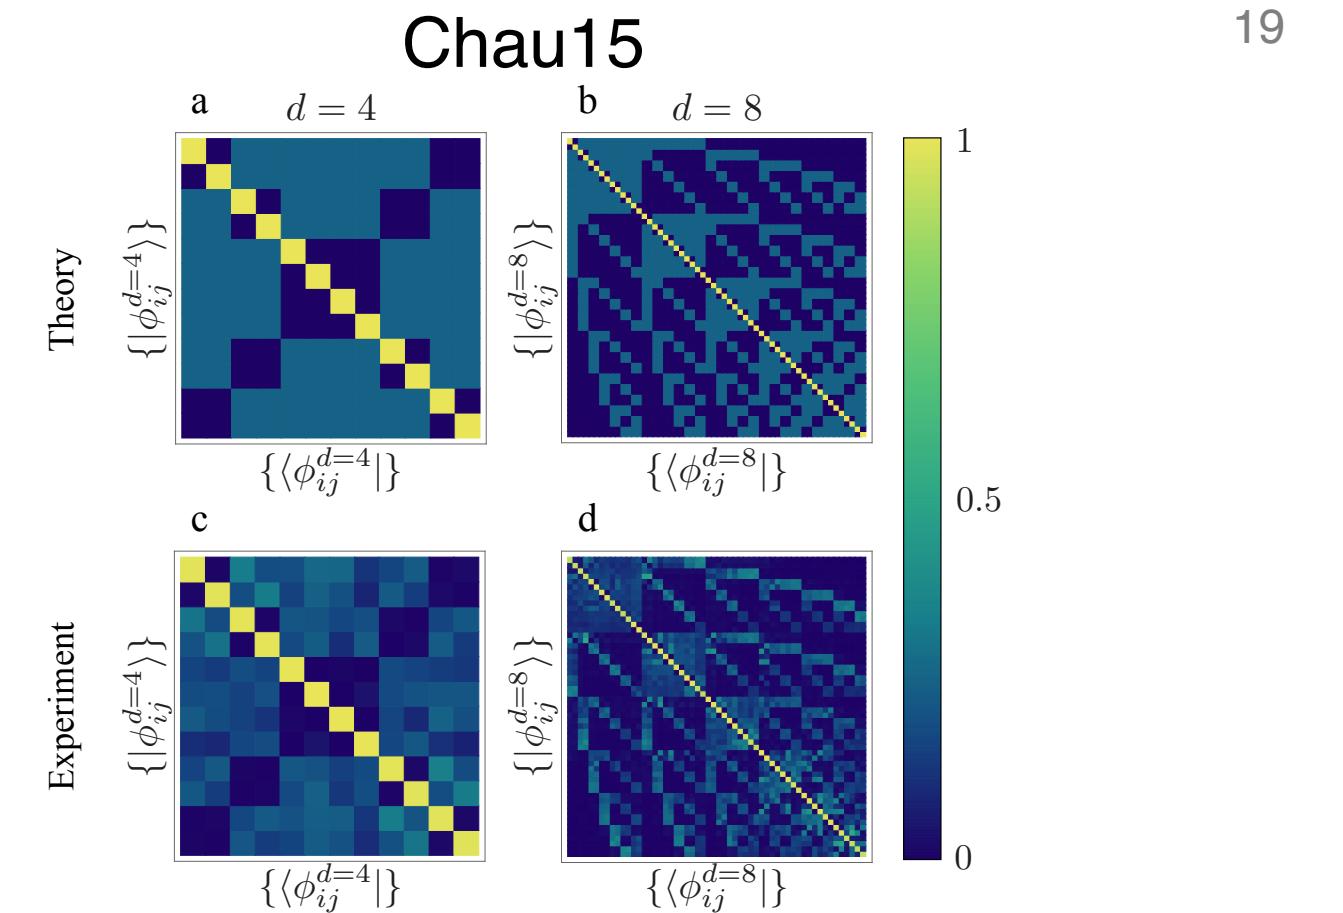 Chau15
19
a
d = 4
b
d = 8
1
0.5
0
Theory
{|ϕ_{ij}^{d=4}⟩}
{|ϕ_{ij}^{d=8}⟩}
{⟨ϕ_{ij}^{d=4}|}
{⟨ϕ_{ij}^{d=8}|}
c
d
Experiment
{|ϕ_{ij}^{d=4}⟩}
{|ϕ_{ij}^{d=8}⟩}
{⟨ϕ_{ij}^{d=4}|}
{⟨ϕ_{ij}^{d=8}|}